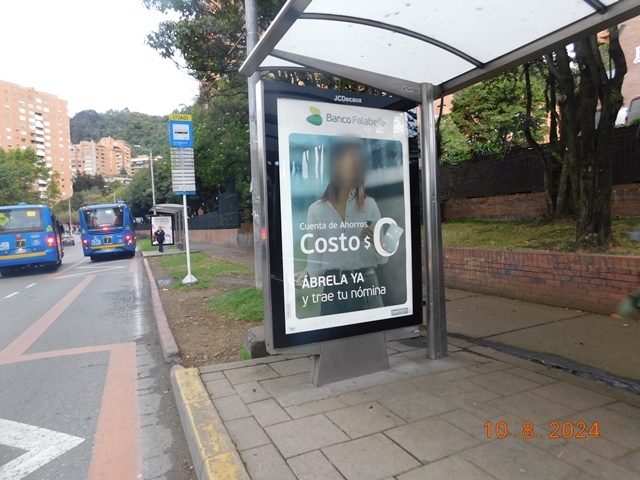 JCDecaux
Banco Falabella
Cuenta de Ahorros
Costo $ 0
ÁBRELA YA
y trae tu nómina
10.8.2024